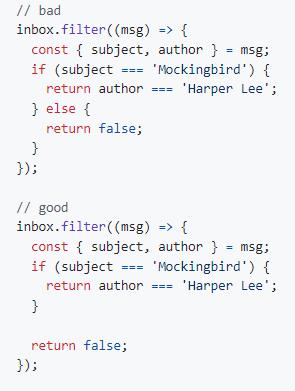 // bad
inbox.filter((msg) => {
  const { subject, author } = msg;
  if (subject === 'Mockingbird') {
    return author === 'Harper Lee';
  } else {
    return false;
  }
});

// good
inbox.filter((msg) => {
  const { subject, author } = msg;
  if (subject === 'Mockingbird') {
    return author === 'Harper Lee';
  }

  return false;
});